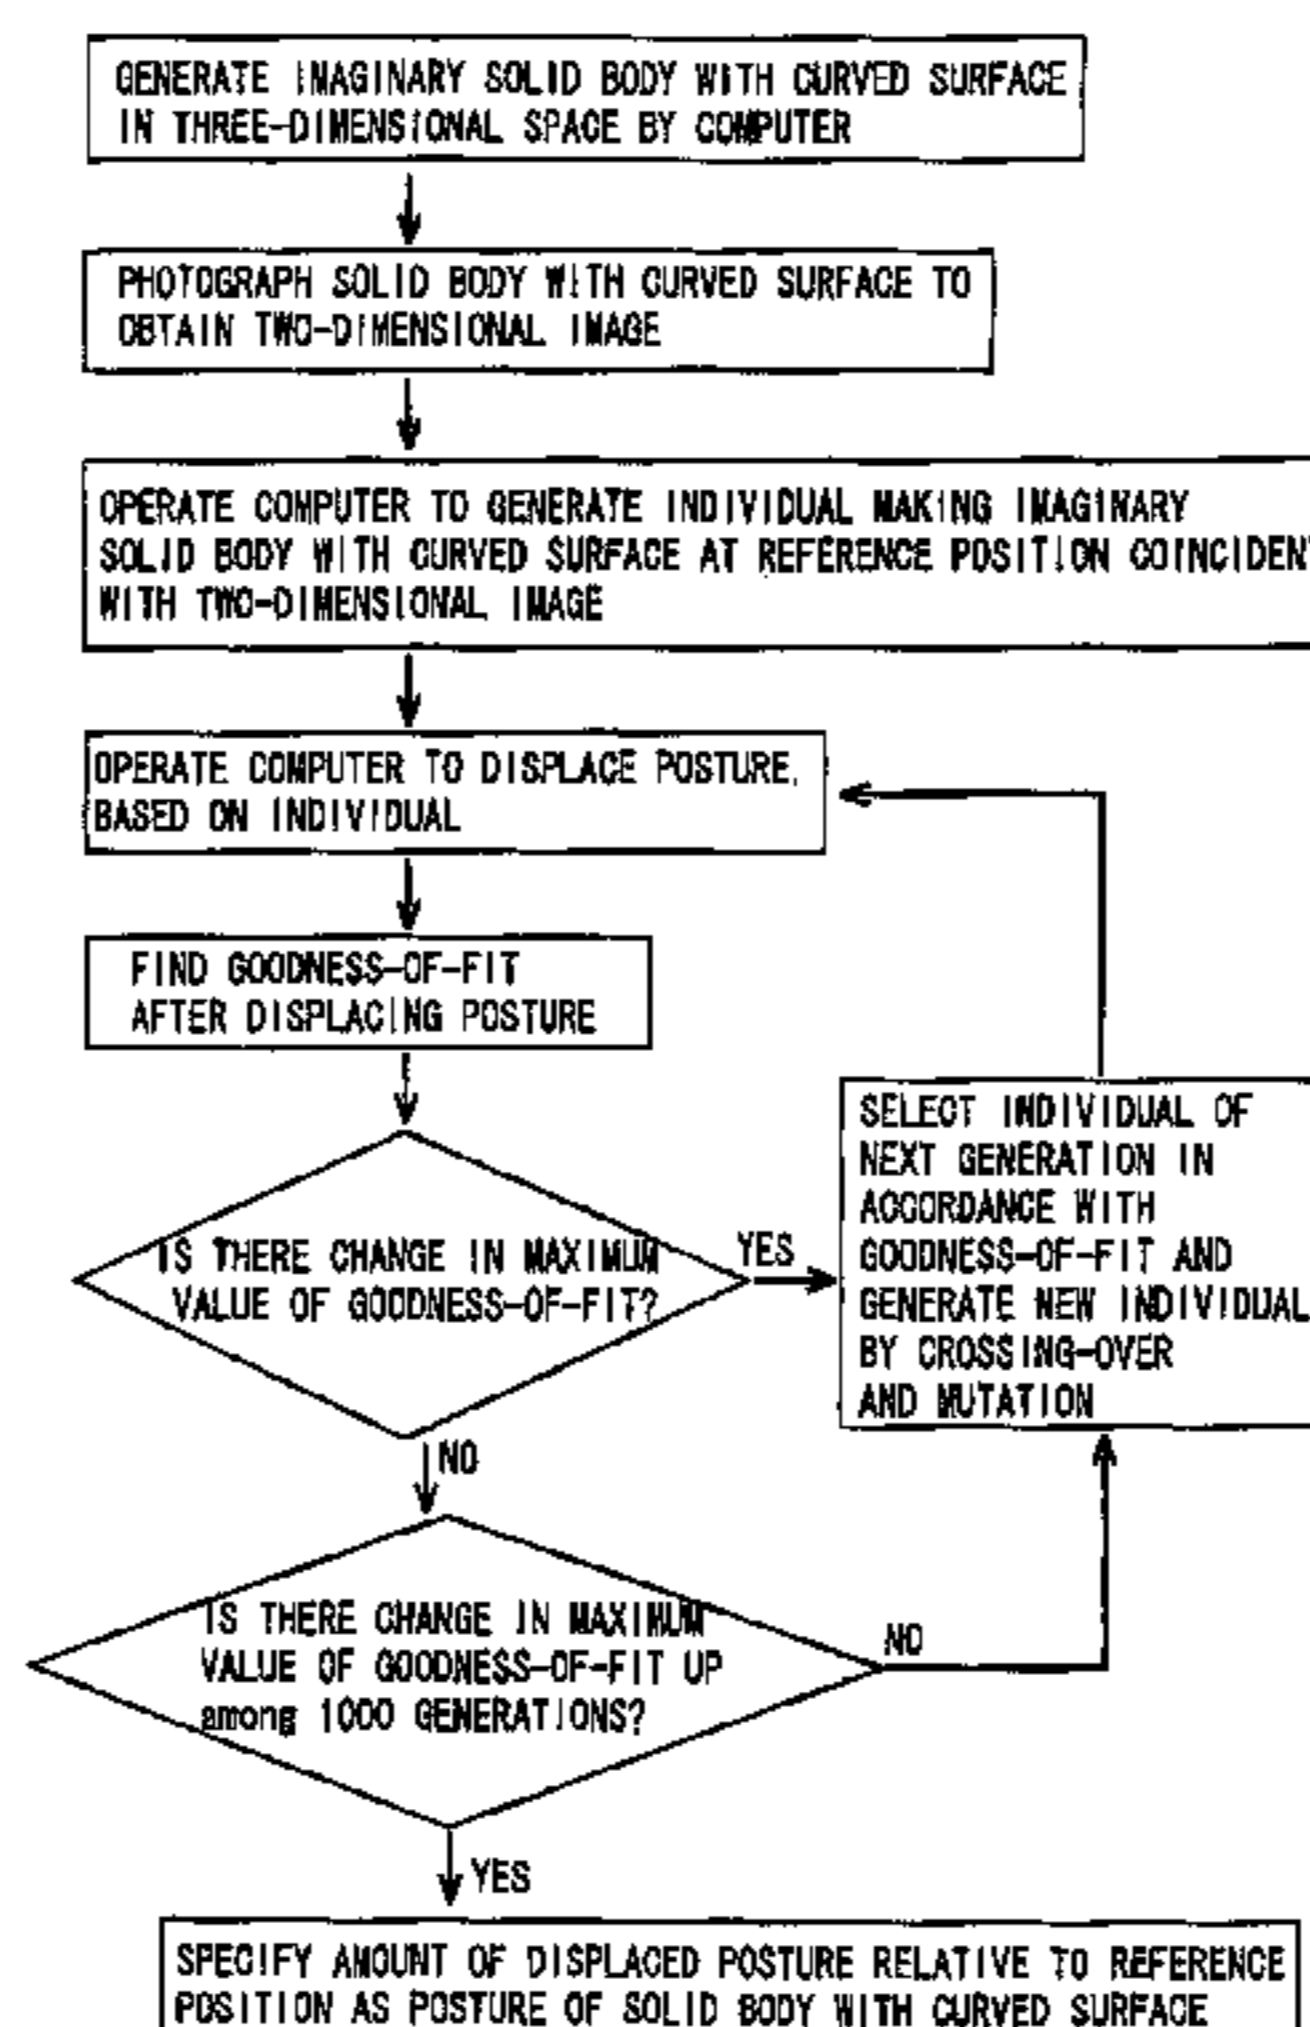 GENERATE IMAGINARY SOLID BODY WITH CURVED SURFACE
IN THREE-DIMENSIONAL SPACE BY COMPUTER
PHOTOGRAPH SOLID BODY WITH CURVED SURFACE TO
OBTAIN TWO-DIMENSIONAL IMAGE
OPERATE COMPUTER TO GENERATE INDIVIDUAL MAKING IMAGINARY
SOLID BODY WITH CURVED SURFACE AT REFERENCE POSITION COINCIDENT
WITH TWO-DIMENSIONAL IMAGE
OPERATE COMPUTER TO DISPLACE POSTURE,
BASED ON INDIVIDUAL
FIND GOODNESS-OF-FIT
AFTER DISPLACING POSTURE
IS THERE CHANGE IN MAXIMUM
VALUE OF GOODNESS-OF-FIT?
YES
SELECT INDIVIDUAL OF
NEXT GENERATION IN
ACCORDANCE WITH
GOODNESS-OF-FIT AND
GENERATE NEW INDIVIDUAL
BY CROSSING-OVER
AND MUTATION
NO
IS THERE CHANGE IN MAXIMUM
VALUE OF GOODNESS-OF-FIT UP
among 1000 GENERATIONS?
NO
YES
SPECIFY AMOUNT OF DISPLACED POSTURE RELATIVE TO REFERENCE
POSITION AS POSTURE OF SOLID BODY WITH CURVED SURFACE